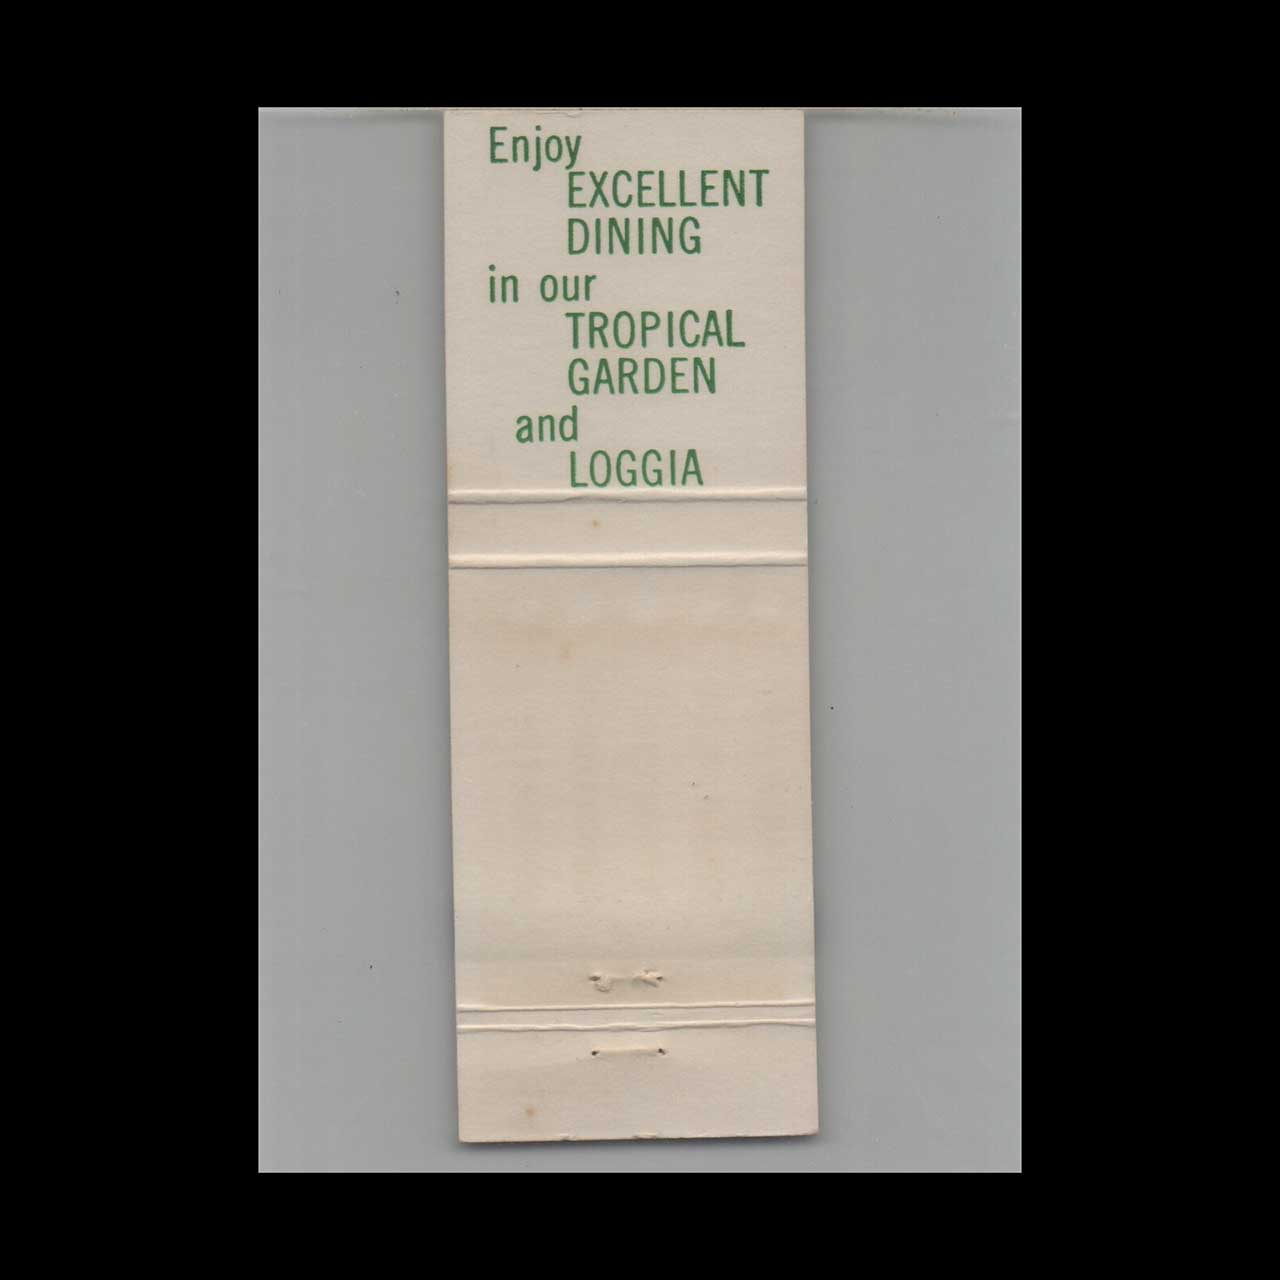 Enjoy
EXCELLENT
DINING
in our
TROPICAL
GARDEN
and
LOGGIA